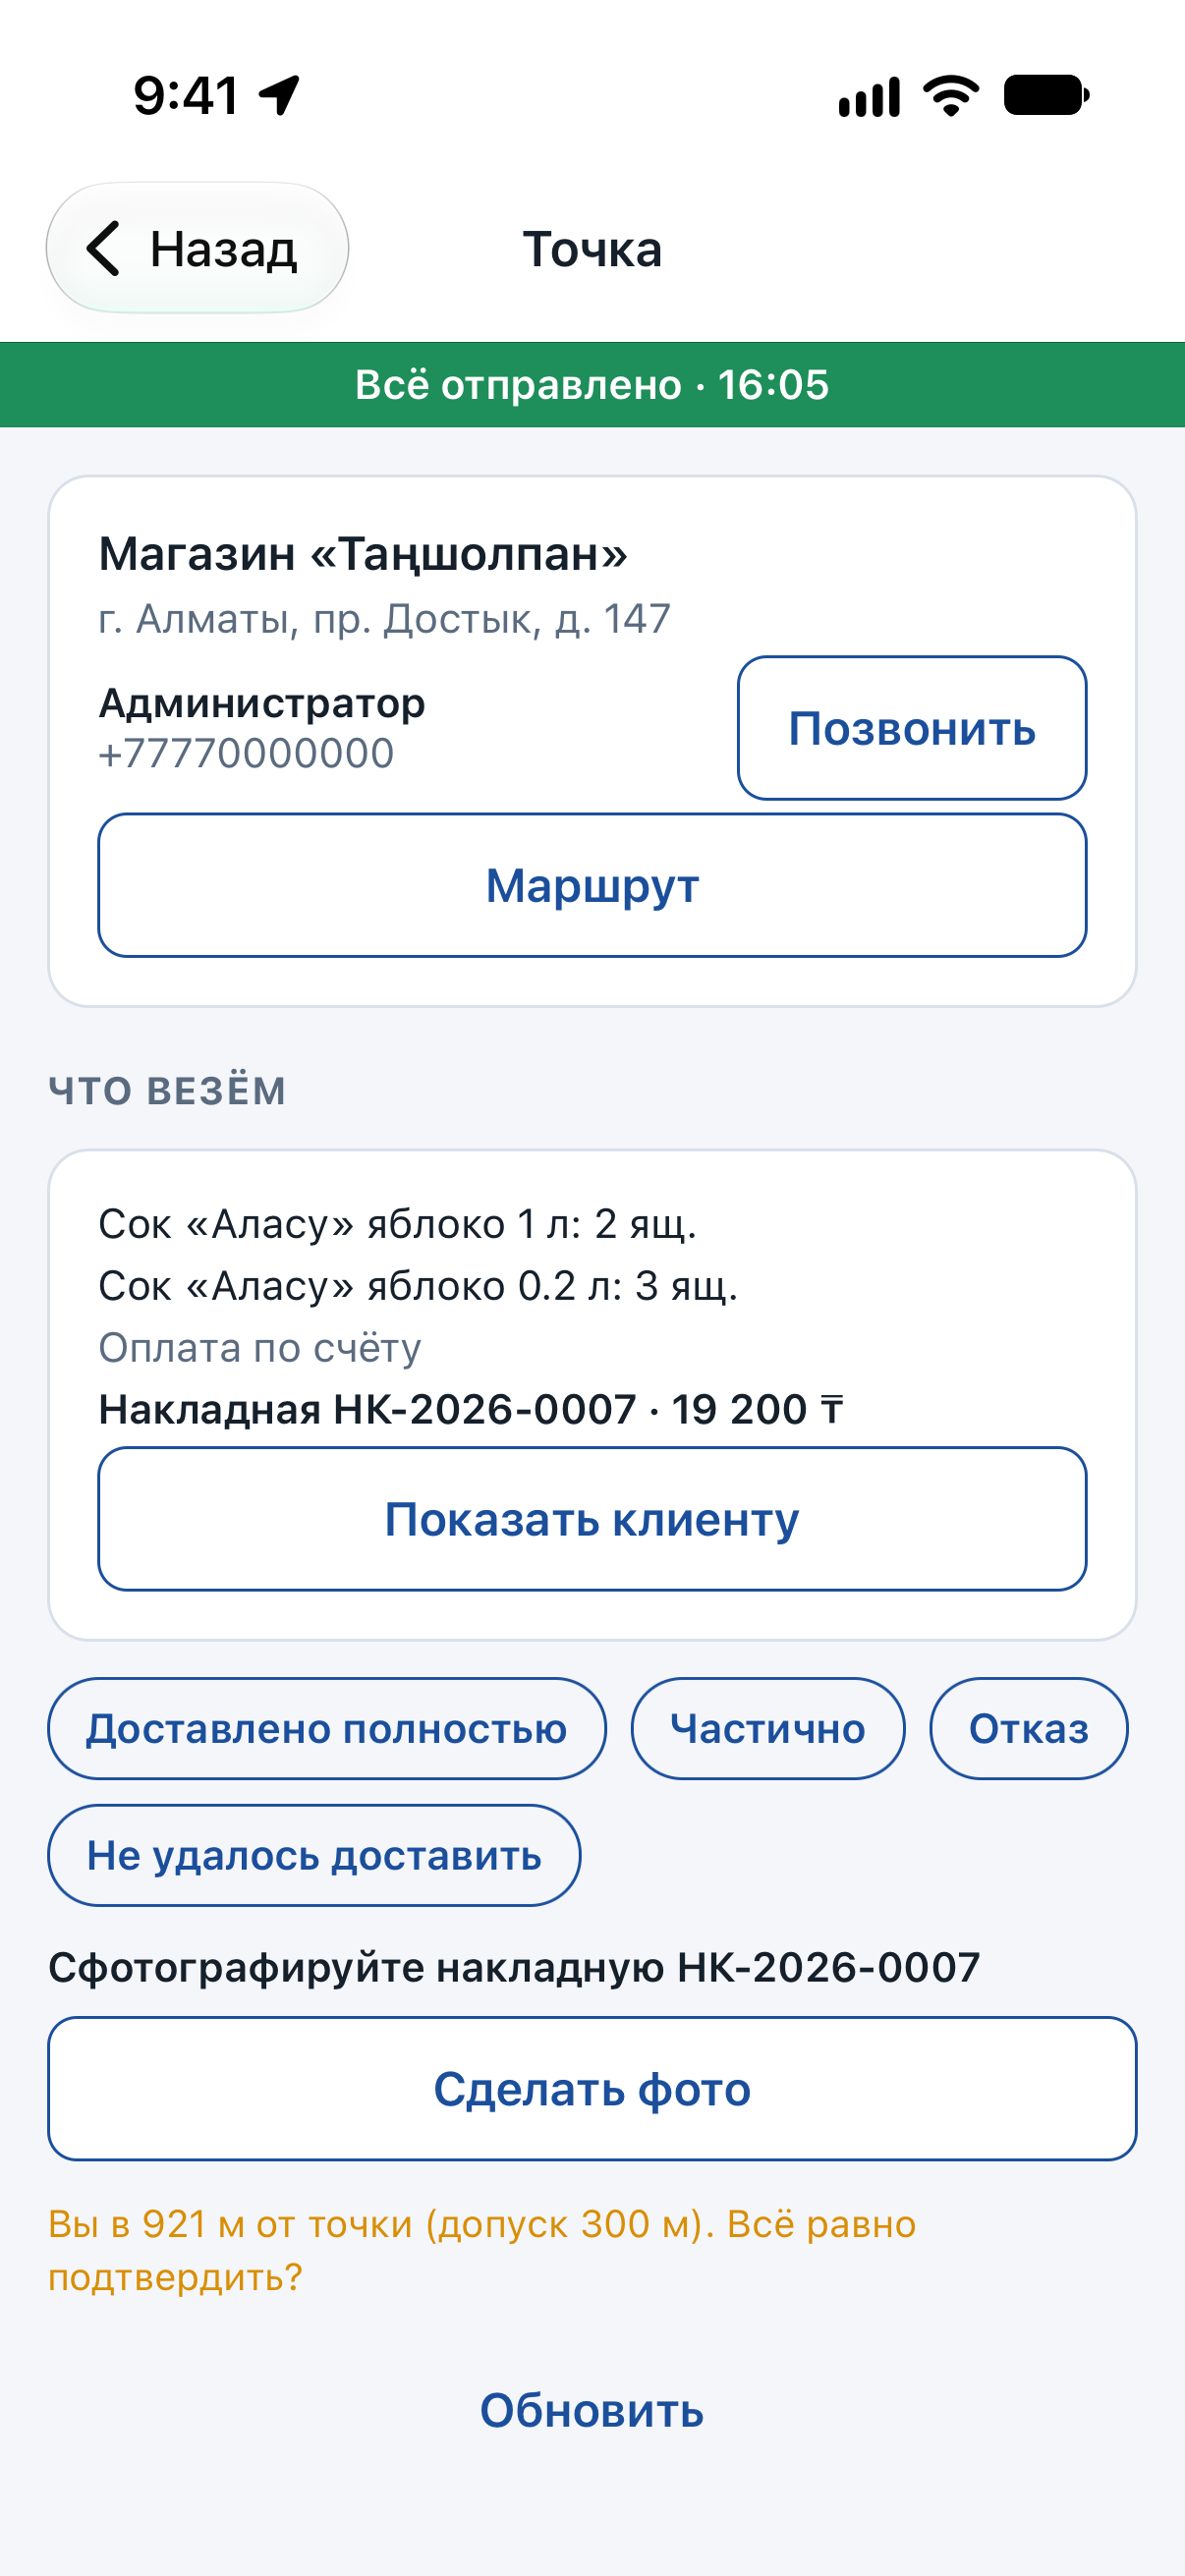 9:41
Назад
Точка
Всё отправлено · 16:05
Магазин «Таңшолпан»
г. Алматы, пр. Достык, д. 147
Администратор
+77770000000
Позвонить
Маршрут
ЧТО ВЕЗЁМ
Сок «Аласу» яблоко 1 л: 2 ящ.
Сок «Аласу» яблоко 0.2 л: 3 ящ.
Оплата по счёту
Накладная НК-2026-0007 · 19 200 ₸
Показать клиенту
Доставлено полностью
Частично
Отказ
Не удалось доставить
Сфотографируйте накладную НК-2026-0007
Сделать фото
Вы в 921 м от точки (допуск 300 м). Всё равно
подтвердить?
Обновить